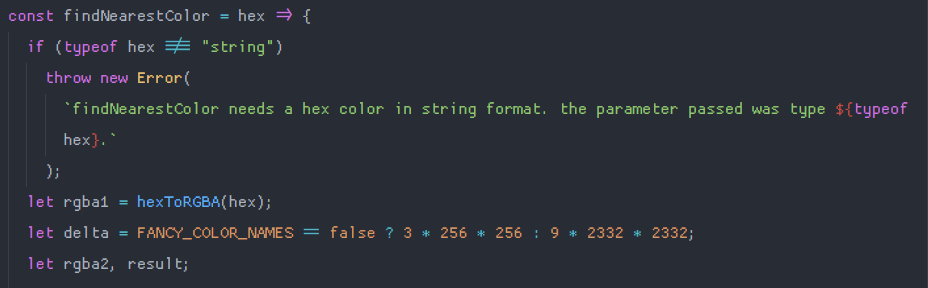 const findNearestColor = hex => {
if (typeof hex !== "string")
throw new Error(
`findNearestColor needs a hex color in string format. the parameter passed was type ${typeof
hex}.`
);
let rgba1 = hexToRGBA(hex);
let delta = FANCY_COLOR_NAMES == false ? 3 * 256 * 256 : 9 * 2332 * 2332;
let rgba2, result;